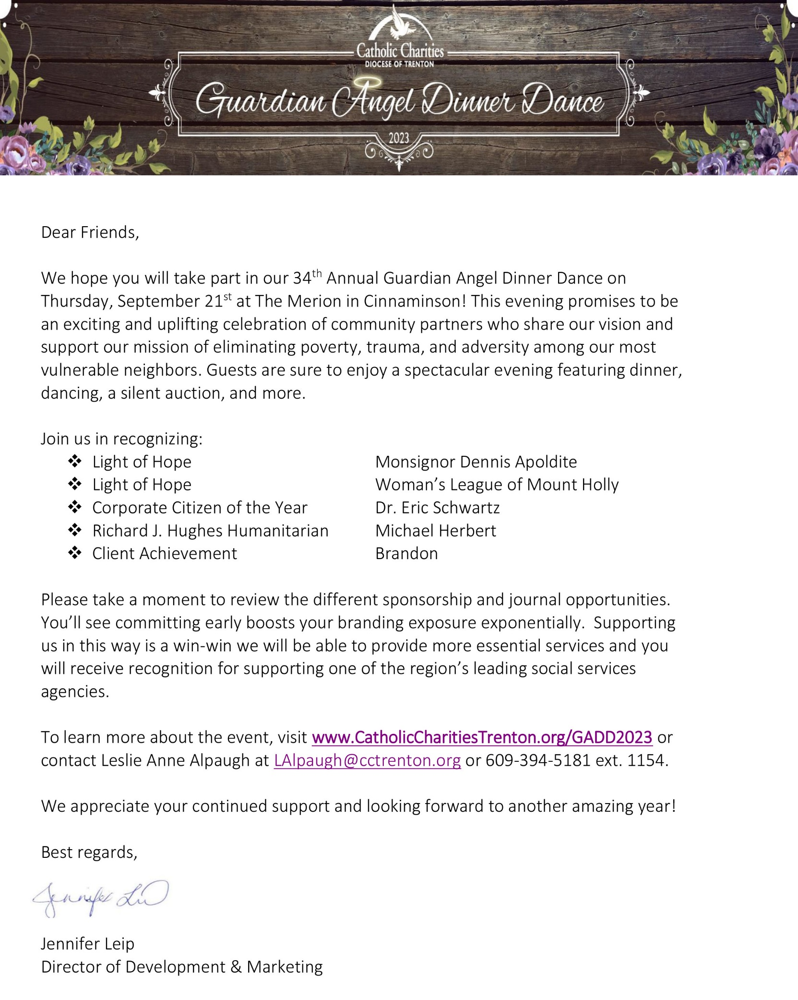 Catholic Charities
DIOCESE OF TRENTON
Guardian Angel Dinner Dance
2023
Dear Friends,
We hope you will take part in our 34th Annual Guardian Angel Dinner Dance on
Thursday, September 21st at The Merion in Cinnaminson! This evening promises to be
an exciting and uplifting celebration of community partners who share our vision and
support our mission of eliminating poverty, trauma, and adversity among our most
vulnerable neighbors. Guests are sure to enjoy a spectacular evening featuring dinner,
dancing, a silent auction, and more.
Join us in recognizing:
❖ Light of Hope Monsignor Dennis Apoldite
❖ Light of Hope Woman’s League of Mount Holly
❖ Corporate Citizen of the Year Dr. Eric Schwartz
❖ Richard J. Hughes Humanitarian Michael Herbert
❖ Client Achievement Brandon
Please take a moment to review the different sponsorship and journal opportunities.
You’ll see committing early boosts your branding exposure exponentially.  Supporting
us in this way is a win-win we will be able to provide more essential services and you
will receive recognition for supporting one of the region’s leading social services
agencies.
To learn more about the event, visit www.CatholicCharitiesTrenton.org/GADD2023 or
contact Leslie Anne Alpaugh at LAlpaugh@cctrenton.org or 609-394-5181 ext. 1154.
We appreciate your continued support and looking forward to another amazing year!
Best regards,
Jennifer
Jennifer Leip
Director of Development & Marketing